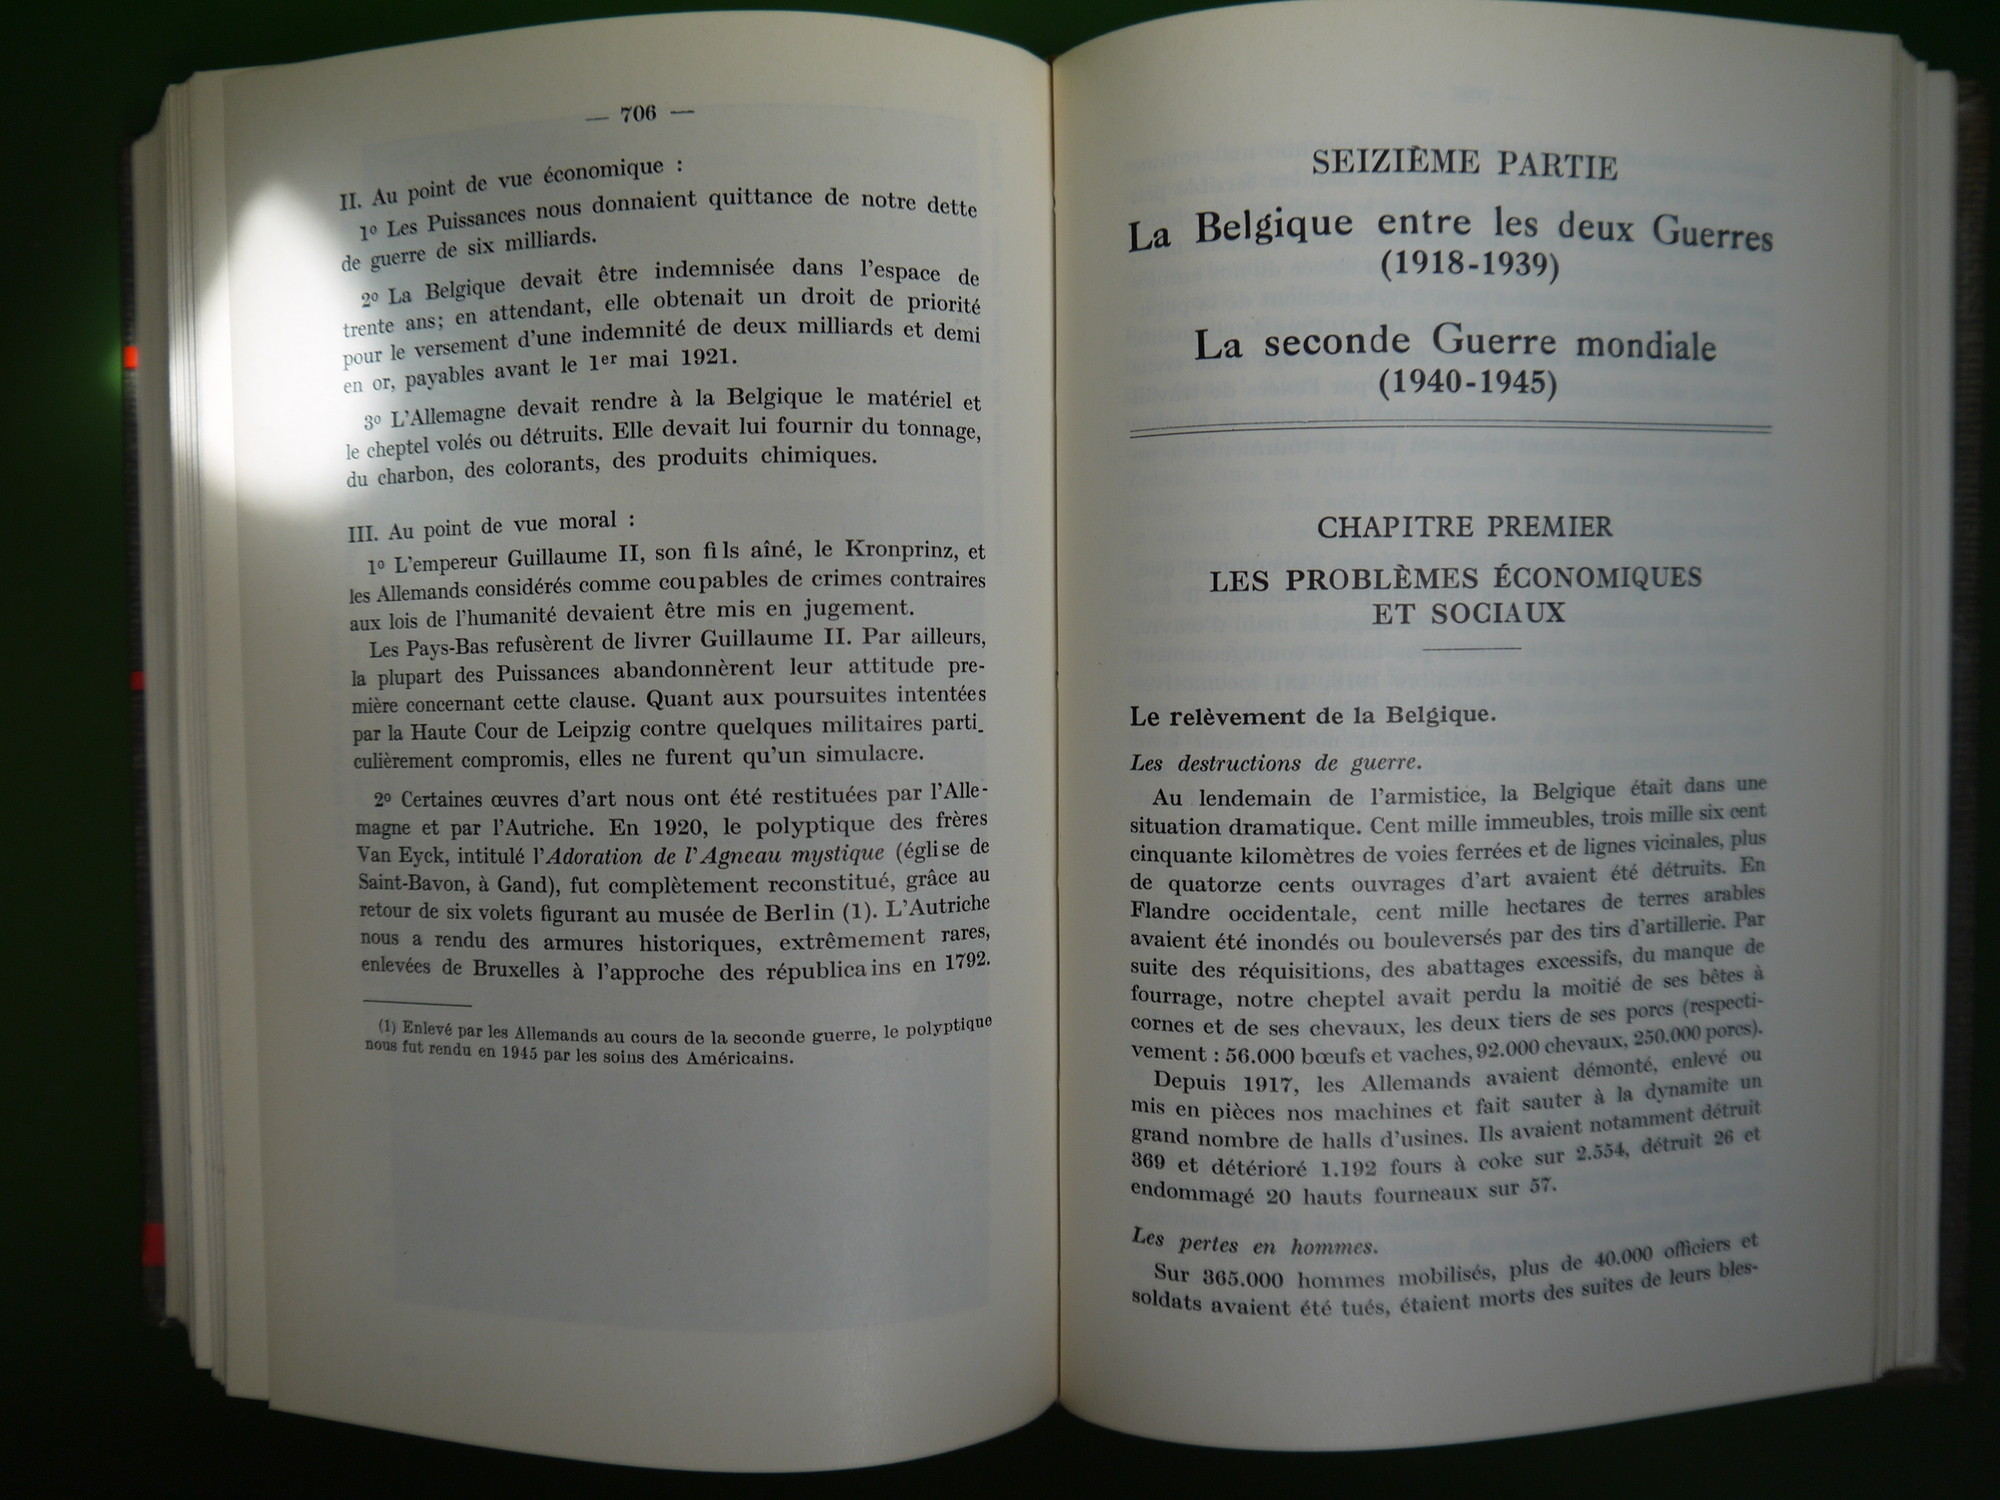 — 706 —
II. Au point de vue économique :
1o Les Puissances nous donnaient quittance de notre dette
de guerre de six milliards.
2o La Belgique devait être indemnisée dans l'espace de
trente ans; en attendant, elle obtenait un droit de priorité
pour le versement d'une indemnité de deux milliards et demi
en or, payables avant le 1er mai 1921.
3o L'Allemagne devait rendre à la Belgique le matériel et
le cheptel volés ou détruits. Elle devait lui fournir du tonnage,
du charbon, des colorants, des produits chimiques.
III. Au point de vue moral :
1o L'empereur Guillaume II, son fils aîné, le Kronprinz, et
les Allemands considérés comme coupables de crimes contraires
aux lois de l'humanité devaient être mis en jugement.
Les Pays-Bas refusèrent de livrer Guillaume II. Par ailleurs,
la plupart des Puissances abandonnèrent leur attitude pre-
mière concernant cette clause. Quant aux poursuites intentées
par la Haute Cour de Leipzig contre quelques militaires parti-
culièrement compromis, elles ne furent qu'un simulacre.
2o Certaines œuvres d'art nous ont été restituées par l'Alle-
magne et par l'Autriche. En 1920, le polyptique des frères
Van Eyck, intitulé l'Adoration de l'Agneau mystique (église de
Saint-Bavon, à Gand), fut complètement reconstitué, grâce au
retour de six volets figurant au musée de Berlin (1). L'Autriche
nous a rendu des armures historiques, extrêmement rares,
enlevées de Bruxelles à l'approche des républicains en 1792.
(1) Enlevé par les Allemands au cours de la seconde guerre, le polyptique
nous fut rendu en 1945 par les soins des Américains.
SEIZIÈME PARTIE
La Belgique entre les deux Guerres
(1918-1939)
La seconde Guerre mondiale
(1940-1945)
CHAPITRE PREMIER
LES PROBLÈMES ÉCONOMIQUES
ET SOCIAUX
Le relèvement de la Belgique.
Les destructions de guerre.
Au lendemain de l'armistice, la Belgique était dans une
situation dramatique. Cent mille immeubles, trois mille six cent
cinquante kilomètres de voies ferrées et de lignes vicinales, plus
de quatorze cents ouvrages d'art avaient été détruits. En
Flandre occidentale, cent mille hectares de terres arables
avaient été inondés ou bouleversés par des tirs d'artillerie. Par
suite des réquisitions, des abattages excessifs, du manque de
fourrage, notre cheptel avait perdu la moitié de ses bêtes à
cornes et de ses chevaux, les deux tiers de ses porcs (respecti-
vement : 56.000 bœufs et vaches, 92.000 chevaux, 250.000 porcs).
Depuis 1917, les Allemands avaient démonté, enlevé ou
mis en pièces nos machines et fait sauter à la dynamite un
grand nombre de halls d'usines. Ils avaient notamment détruit
369 et détérioré 1.192 fours à coke sur 2.554, détruit 26 et
endommagé 20 hauts fourneaux sur 57.
Les pertes en hommes.
Sur 365.000 hommes mobilisés, plus de 40.000 officiers et
soldats avaient été tués, étaient morts des suites de leurs bles-